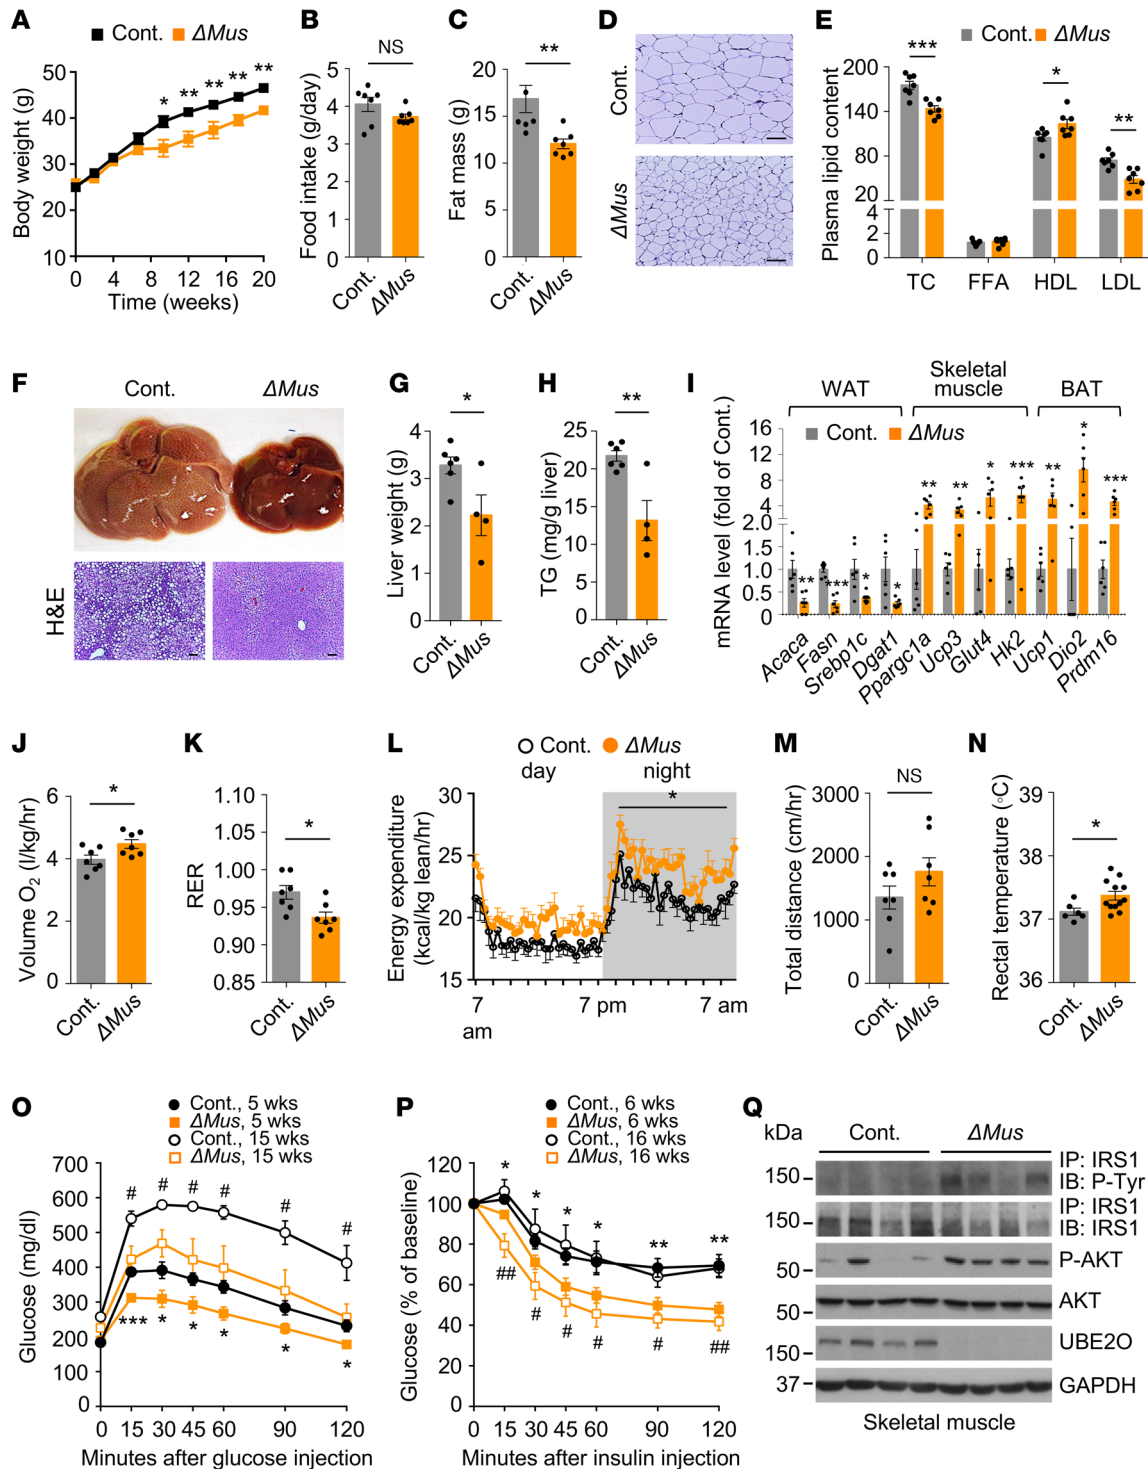 A
Cont. ΔMus
Body weight (g)
50
40
30
20
10
* ** ** ** **
0 4 8 12 16 20
Time (weeks)
B
NS
Food intake (g/day)
5
4
3
2
1
0
Cont.
ΔMus
C
**
Fat mass (g)
20
15
10
5
0
Cont.
ΔMus
D
Cont.
ΔMus
E
Cont. ΔMus
Plasma lipid content
200
140
80
20
4
2
0
*** * **
TC FFA HDL LDL
F
Cont. ΔMus
H&E
G
*
Liver weight (g)
4
3
2
1
0
Cont.
ΔMus
H
**
TG (mg/g liver)
25
20
15
10
5
0
Cont.
ΔMus
I
WAT
Skeletal
muscle
BAT
Cont. ΔMus
mRNA level (fold of Cont.)
16
12
8
4
2.0
1.5
1.0
0.5
0
** *** * * ** ** * *** ** * ***
Acaca
Fasn
Srebp1c
Dgat1
Ppargc1a
Ucp3
Glut4
Hk2
Ucp1
Dio2
Prdm16
J
*
Volume O2 (l/kg/hr)
6
4
2
0
Cont.
ΔMus
K
*
RER
1.10
1.05
1.00
0.95
0.90
0.85
Cont.
ΔMus
L
Cont. ΔMus
day night
*
Energy expenditure
(kcal/kg lean/hr)
30
25
20
15
7
am
7 pm
7 am
M
NS
Total distance (cm/hr)
3000
2000
1000
0
Cont.
ΔMus
N
*
Rectal temperature (°C)
39
38
37
36
Cont.
ΔMus
O
Cont., 5 wks
ΔMus, 5 wks
Cont., 15 wks
ΔMus, 15 wks
Glucose (mg/dl)
700
600
500
400
300
200
100
0
# # # # # #
*** * * * * *
0 15 30 45 60 90 120
Minutes after glucose injection
P
Cont., 6 wks
ΔMus, 6 wks
Cont., 16 wks
ΔMus, 16 wks
Glucose (% of baseline)
120
100
80
60
40
20
0
* * * * ** **
## # # # # ##
0 15 30 45 60 90 120
Minutes after insulin injection
Q
kDa
Cont. ΔMus
150
IP: IRS1
IB: P-Tyr
150
IP: IRS1
IB: IRS1
50
P-AKT
50
AKT
150
UBE2O
37
GAPDH
Skeletal muscle